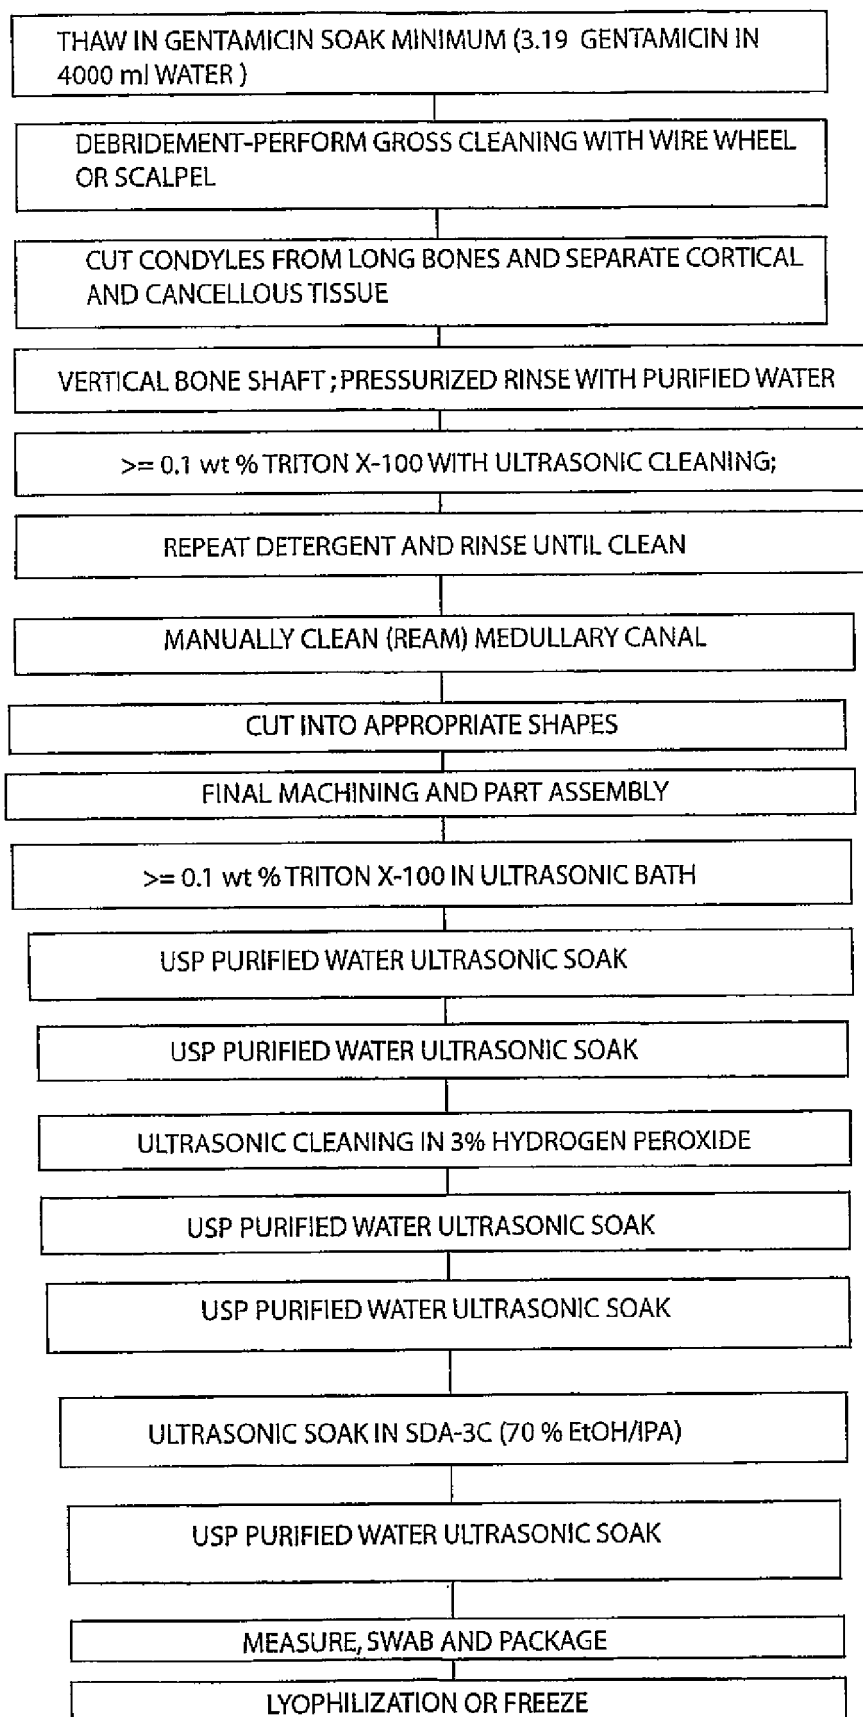 THAW IN GENTAMICIN SOAK MINIMUM (3.19 GENTAMICIN IN
4000 ml WATER )
DEBRIDEMENT-PERFORM GROSS CLEANING WITH WIRE WHEEL
OR SCALPEL
CUT CONDYLES FROM LONG BONES AND SEPARATE CORTICAL
AND CANCELLOUS TISSUE
VERTICAL BONE SHAFT ; PRESSURIZED RINSE WITH PURIFIED WATER
>= 0.1 wt % TRITON X-100 WITH ULTRASONIC CLEANING;
REPEAT DETERGENT AND RINSE UNTIL CLEAN
MANUALLY CLEAN (REAM) MEDULLARY CANAL
CUT INTO APPROPRIATE SHAPES
FINAL MACHINING AND PART ASSEMBLY
>= 0.1 wt % TRITON X-100 IN ULTRASONIC BATH
USP PURIFIED WATER ULTRASONIC SOAK
USP PURIFIED WATER ULTRASONIC SOAK
ULTRASONIC CLEANING IN 3% HYDROGEN PEROXIDE
USP PURIFIED WATER ULTRASONIC SOAK
USP PURIFIED WATER ULTRASONIC SOAK
ULTRASONIC SOAK IN SDA-3C (70 % EtOH/IPA)
USP PURIFIED WATER ULTRASONIC SOAK
MEASURE, SWAB AND PACKAGE
LYOPHILIZATION OR FREEZE